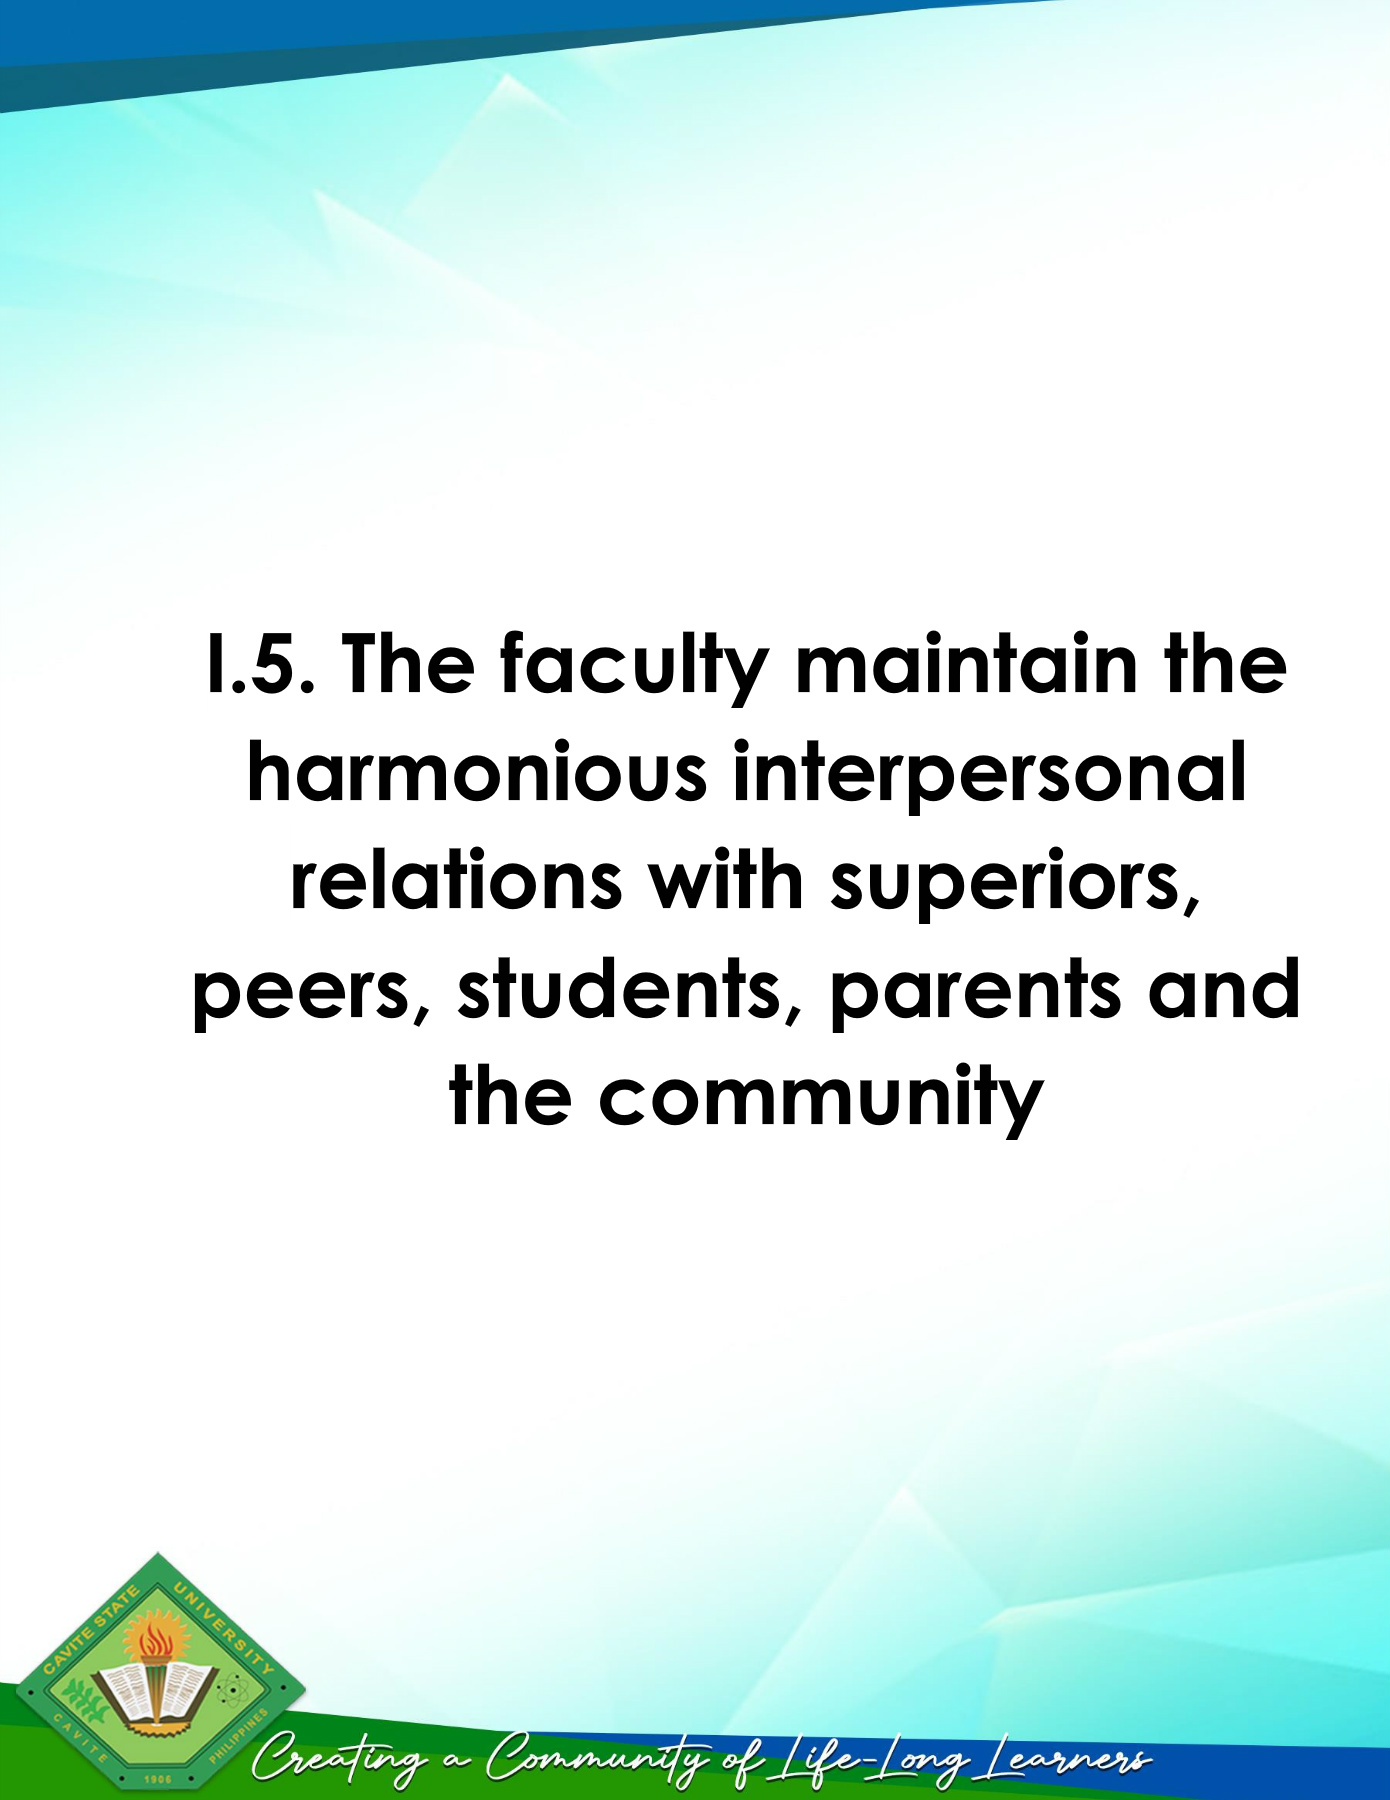 I.5. The faculty maintain the
harmonious interpersonal
relations with superiors,
peers, students, parents and
the community
CAVITE STATE UNIVERSITY
CAVITE PHILIPPINES
1906
Creating a Community of Life-Long Learners